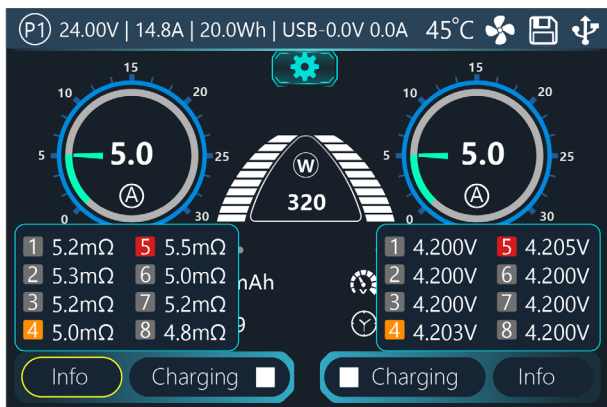 P1 24.00V | 14.8A | 20.0Wh | USB-0.0V 0.0A 45°C
15 15
10 20 10 20
5 5.0 25 W 5 5.0 25
A 320 A
0 30 0 30
1 5.2mΩ 5 5.5mΩ 1 4.200V 5 4.205V
2 5.3mΩ 6 5.0mΩ mAh 2 4.200V 6 4.200V
3 5.2mΩ 7 5.2mΩ 3 4.200V 7 4.200V
4 5.0mΩ 8 4.8mΩ 4 4.203V 8 4.200V
Info Charging Charging Info